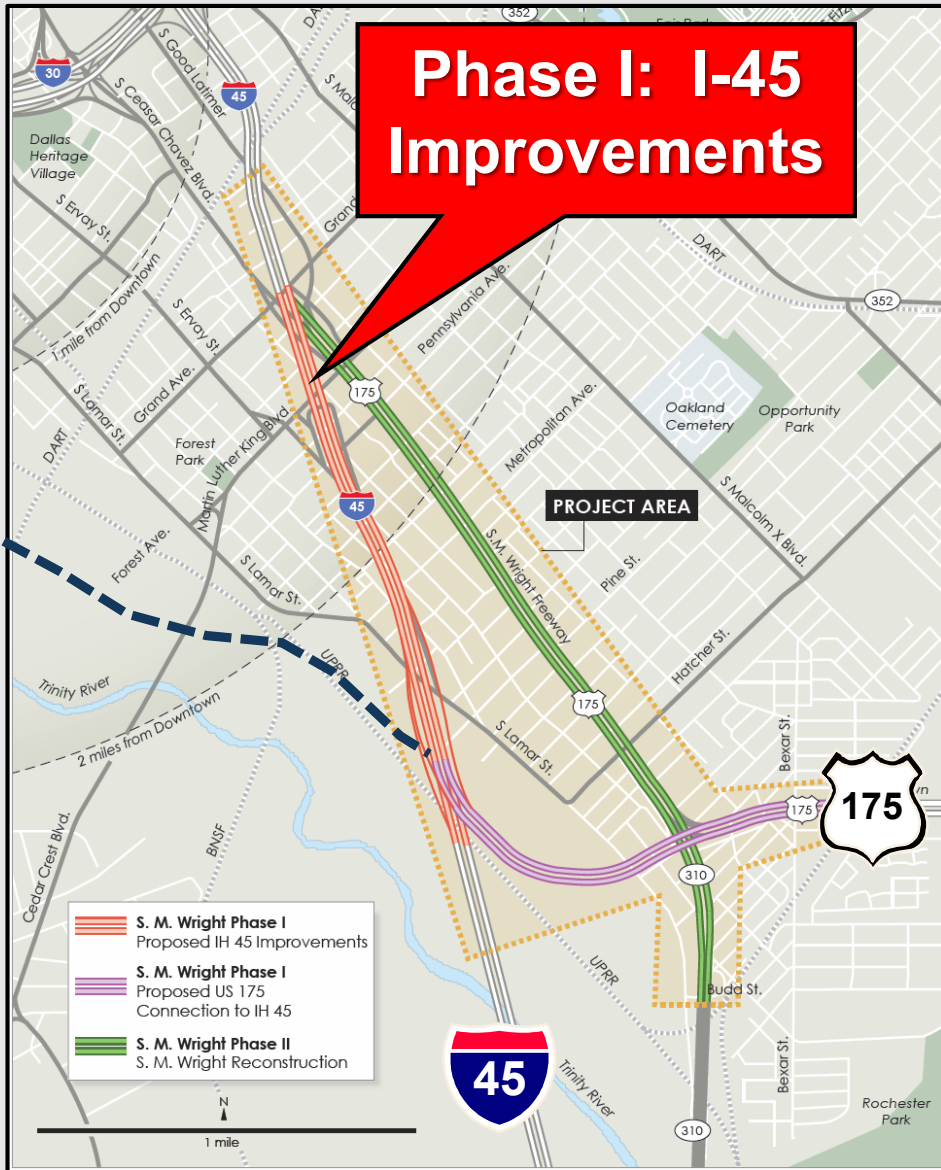 Phase I:  I-45
Improvements
30
45
352
DART
S Good Latimer
S Ceasar Chavez Blvd.
Dallas
Heritage
Village
S Ervay St.
1 mile from Downtown
S Ervay St.
Grand Ave.
S Lamar St.
DART
Forest
Park
Martin Luther King Blvd.
Pennsylvania Ave.
DART
352
175
Metropolitan Ave.
Oakland
Cemetery
Opportunity
Park
45
PROJECT AREA
S Malcolm X Blvd.
Forest Ave.
S Lamar St.
S.M. Wright Freeway
Pine St.
Hatcher St.
UPRR
Trinity River
2 miles from Downtown
175
S Lamar St.
Bexar St.
175
175
310
Cedar Crest Blvd.
BNSF
S. M. Wright Phase I
Proposed IH 45 Improvements
S. M. Wright Phase I
Proposed US 175
Connection to IH 45
S. M. Wright Phase II
S. M. Wright Reconstruction
UPRR
Budd St.
45
Trinity River
Bexar St.
Rochester
Park
N
1 mile
310